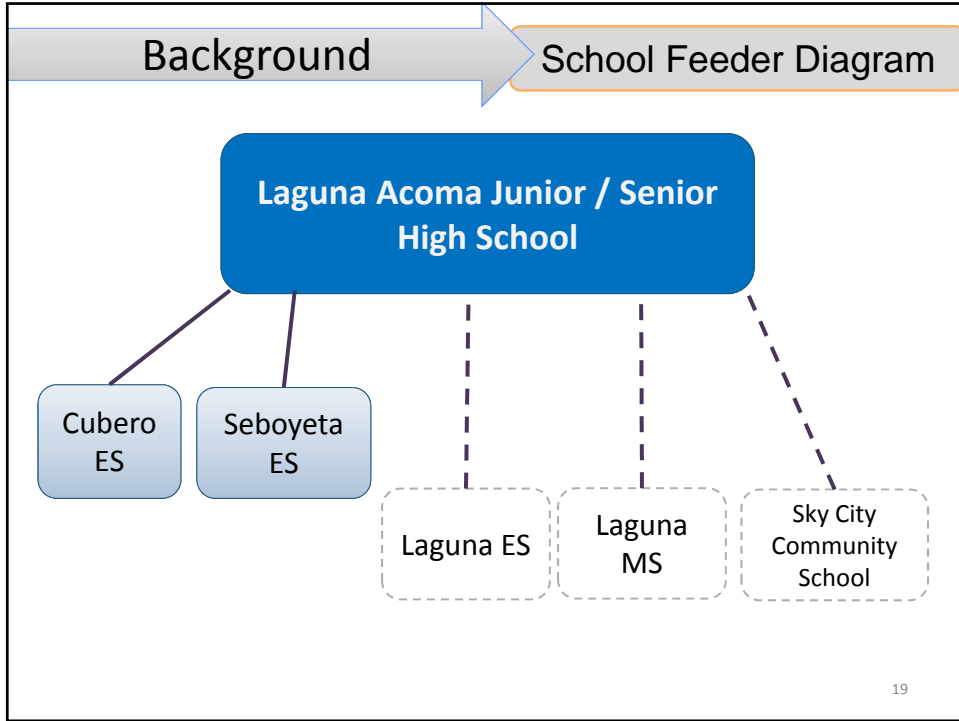 Background
School Feeder Diagram
Laguna Acoma Junior / Senior
High School
Cubero
ES
Seboyeta
ES
Laguna ES
Laguna
MS
Sky City
Community
School
19